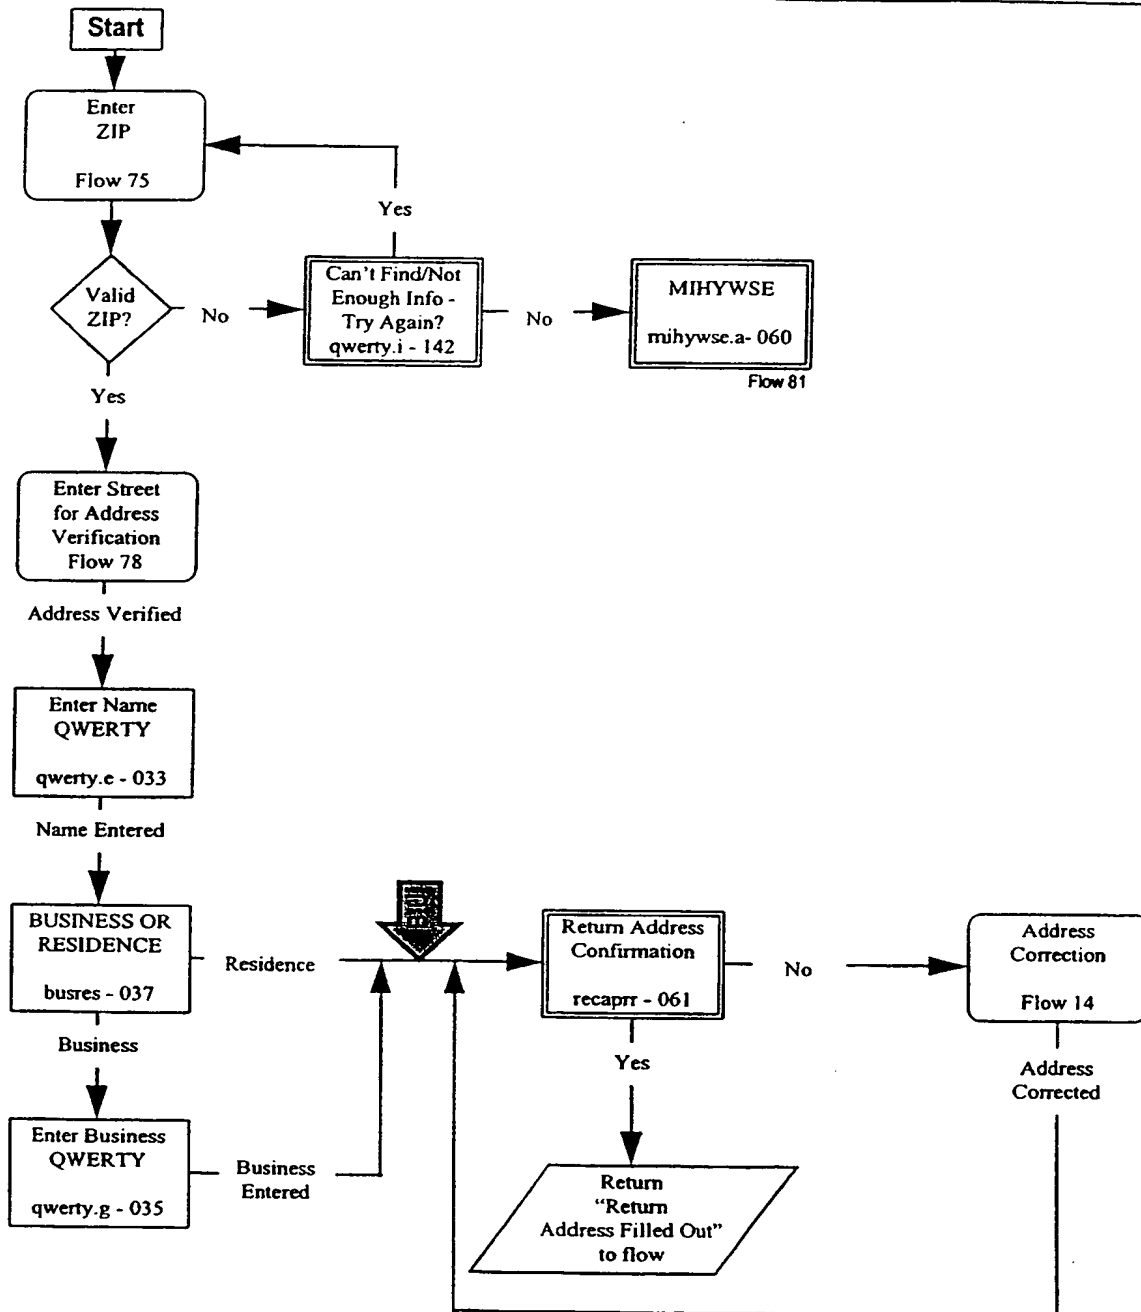 Start
Enter
ZIP
Flow 75
Yes
Valid
ZIP?
No
Can't Find/Not
Enough Info -
Try Again?
qwerty.i - 142
No
MIHYWSE
mihywse.a- 060
Flow 81
Yes
Enter Street
for Address
Verification
Flow 78
Address Verified
Enter Name
QWERTY
qwerty.e - 033
Name Entered
BUSINESS OR
RESIDENCE
busres - 037
Residence
Return Address
Confirmation
recaprr - 061
No
Address
Correction
Flow 14
Business
Yes
Address
Corrected
Enter Business
QWERTY
qwerty.g - 035
Business
Entered
Return
“Return
Address Filled Out”
to flow